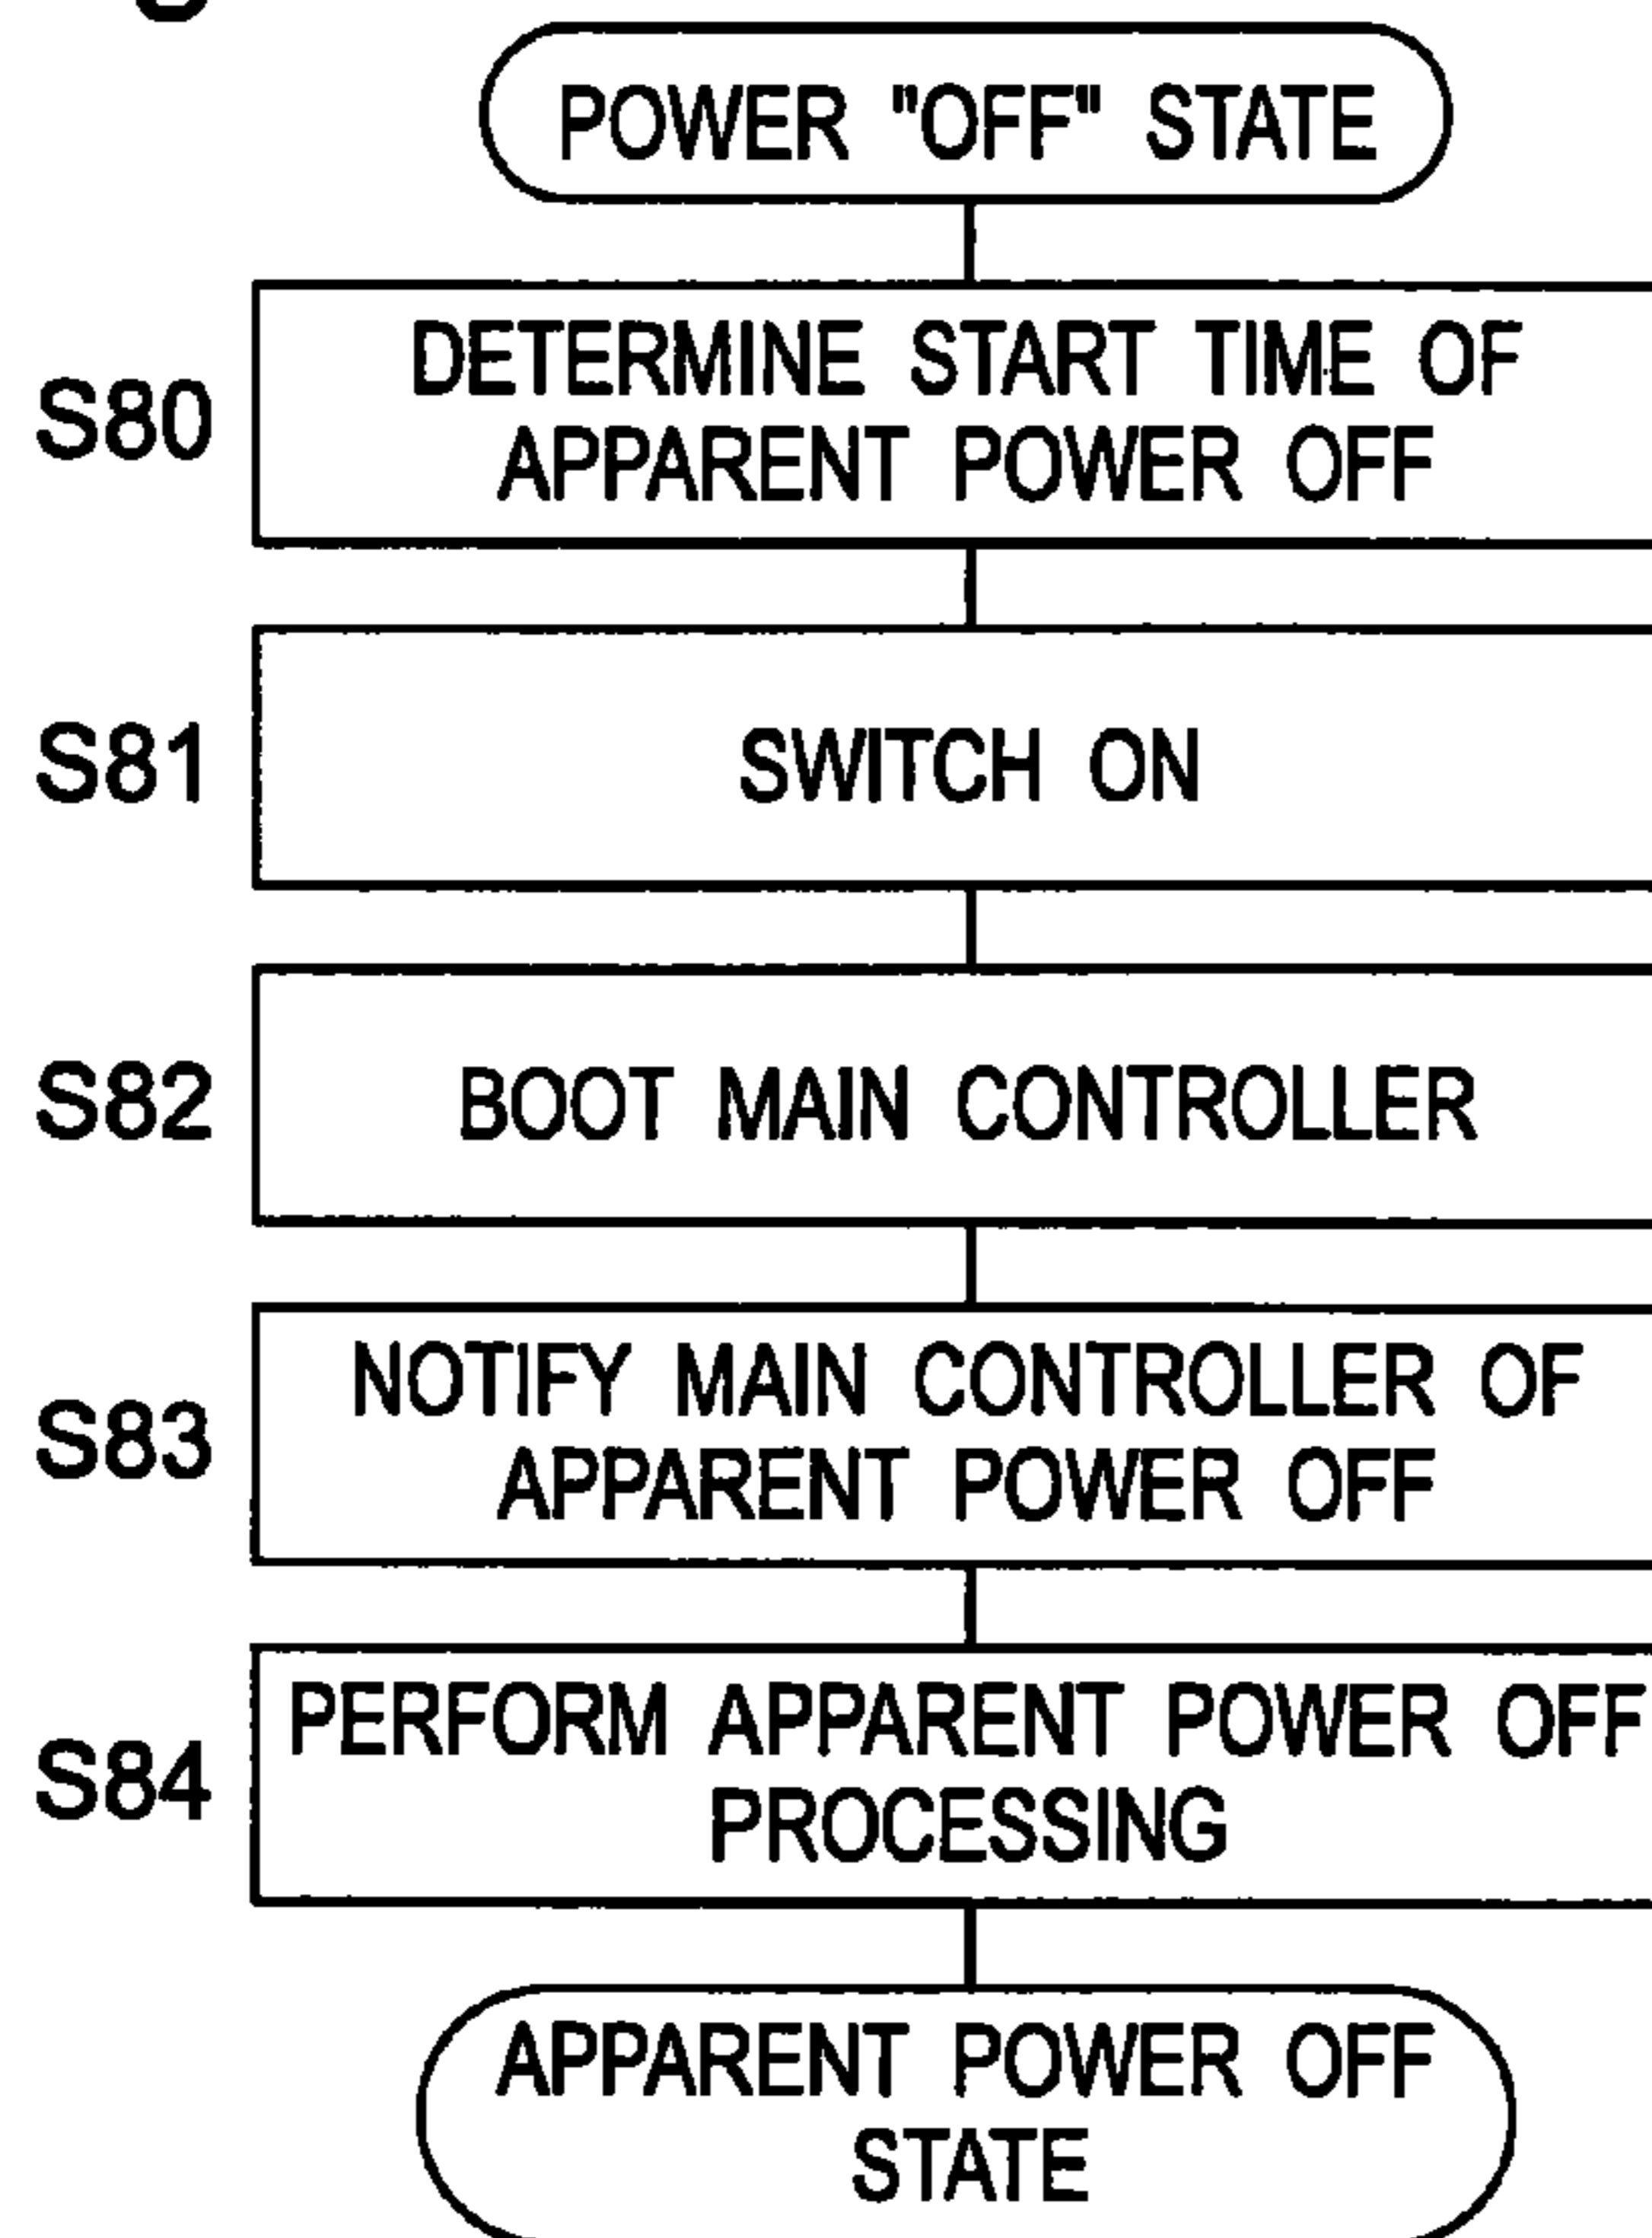 POWER "OFF" STATE
S80
DETERMINE START TIME OF
APPARENT POWER OFF
S81
SWITCH ON
S82
BOOT MAIN CONTROLLER
S83
NOTIFY MAIN CONTROLLER OF
APPARENT POWER OFF
S84
PERFORM APPARENT POWER OFF
PROCESSING
APPARENT POWER OFF
STATE